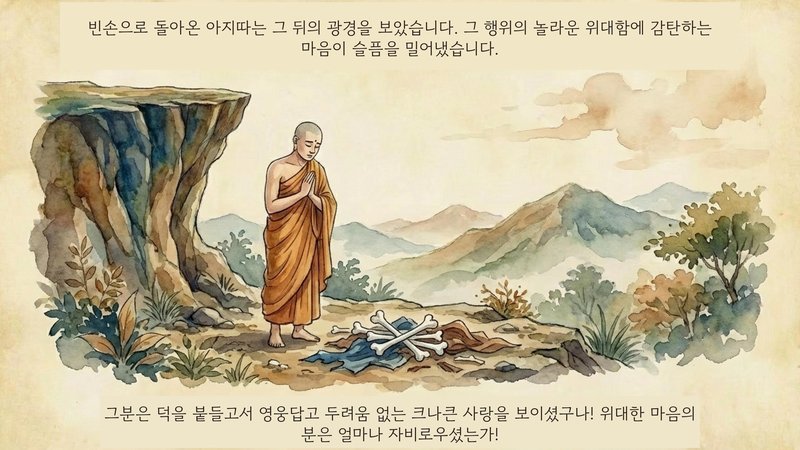 빈손으로 돌아온 아지따는 그 뒤의 광경을 보았습니다. 그 행위의 놀라운 위대함에 감탄하는
마음이 슬픔을 밀어냈습니다.
그분은 덕을 붙들고서 영웅답고 두려움 없는 크나큰 사랑을 보이셨구나! 위대한 마음의
분은 얼마나 자비로우셨는가!